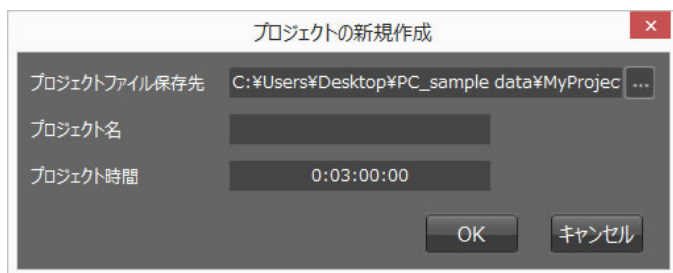 プロジェクトの新規作成
プロジェクトファイル保存先 C:¥Users¥Desktop¥PC_sample data¥MyProjec ...
プロジェクト名
プロジェクト時間 0:03:00:00
OK キャンセル